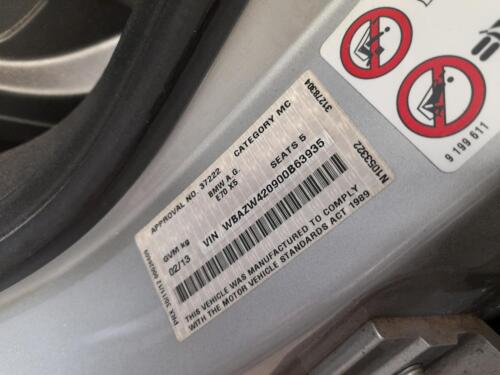 APPROVAL NO. 37222 CATEGORY MC
BMW A.G.
E70 X5 SEATS 5
GVM kg
02/13 VIN WBAZW420900B63935
THIS VEHICLE WAS MANUFACTURED TO COMPLY
WITH THE MOTOR VEHICLE STANDARDS ACT 1989
31278304
N1053322
9 199 611